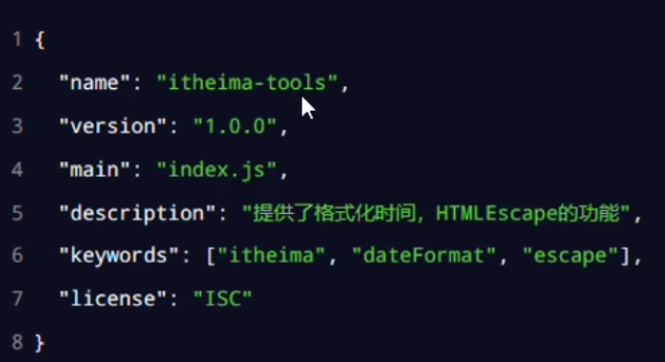 1 {
2   "name": "itheima-tools",
3   "version": "1.0.0",
4   "main": "index.js",
5   "description": "提供了格式化时间，HTMLEscape的功能",
6   "keywords": ["itheima", "dateFormat", "escape"],
7   "license": "ISC"
8 }